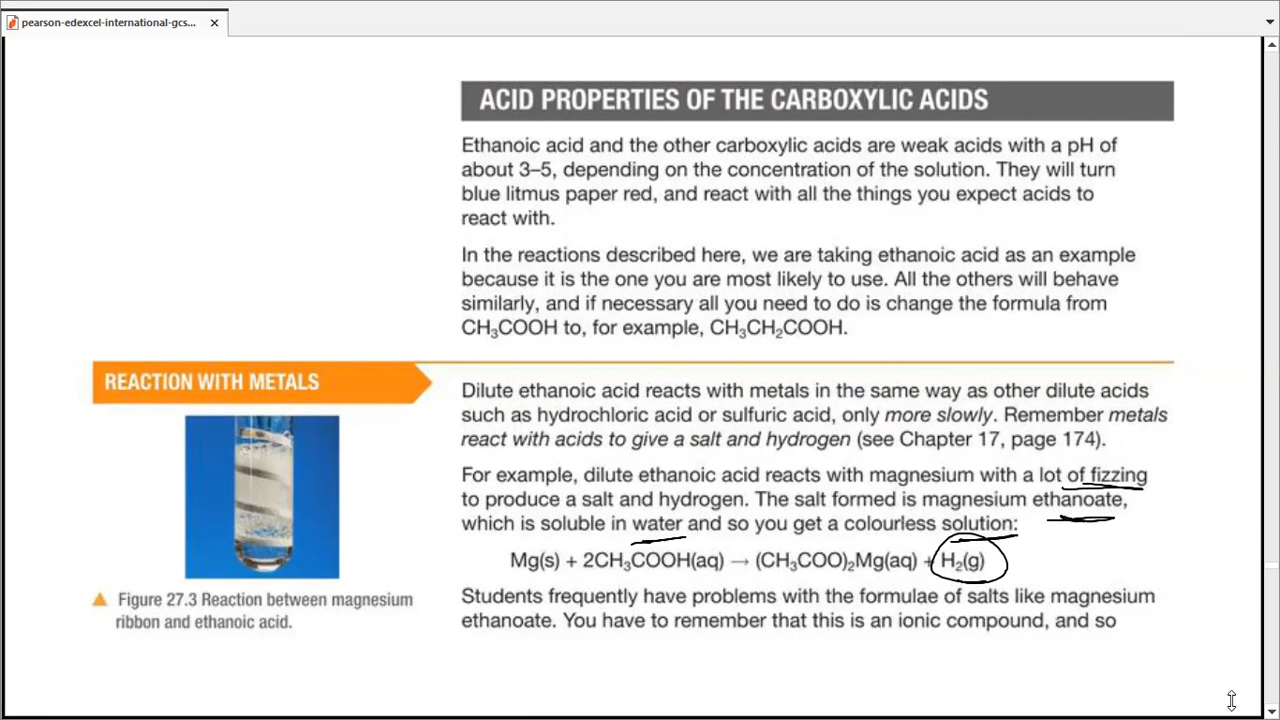 pearson-edexcel-international-gcs...
ACID PROPERTIES OF THE CARBOXYLIC ACIDS
Ethanoic acid and the other carboxylic acids are weak acids with a pH of
about 3–5, depending on the concentration of the solution. They will turn
blue litmus paper red, and react with all the things you expect acids to
react with.
In the reactions described here, we are taking ethanoic acid as an example
because it is the one you are most likely to use. All the others will behave
similarly, and if necessary all you need to do is change the formula from
CH₃COOH to, for example, CH₃CH₂COOH.
REACTION WITH METALS
Dilute ethanoic acid reacts with metals in the same way as other dilute acids
such as hydrochloric acid or sulfuric acid, only more slowly. Remember metals
react with acids to give a salt and hydrogen (see Chapter 17, page 174).
For example, dilute ethanoic acid reacts with magnesium with a lot of fizzing
to produce a salt and hydrogen. The salt formed is magnesium ethanoate,
which is soluble in water and so you get a colourless solution:
Mg(s) + 2CH₃COOH(aq) → (CH₃COO)₂Mg(aq) + H₂(g)
Figure 27.3 Reaction between magnesium
ribbon and ethanoic acid.
Students frequently have problems with the formulae of salts like magnesium
ethanoate. You have to remember that this is an ionic compound, and so